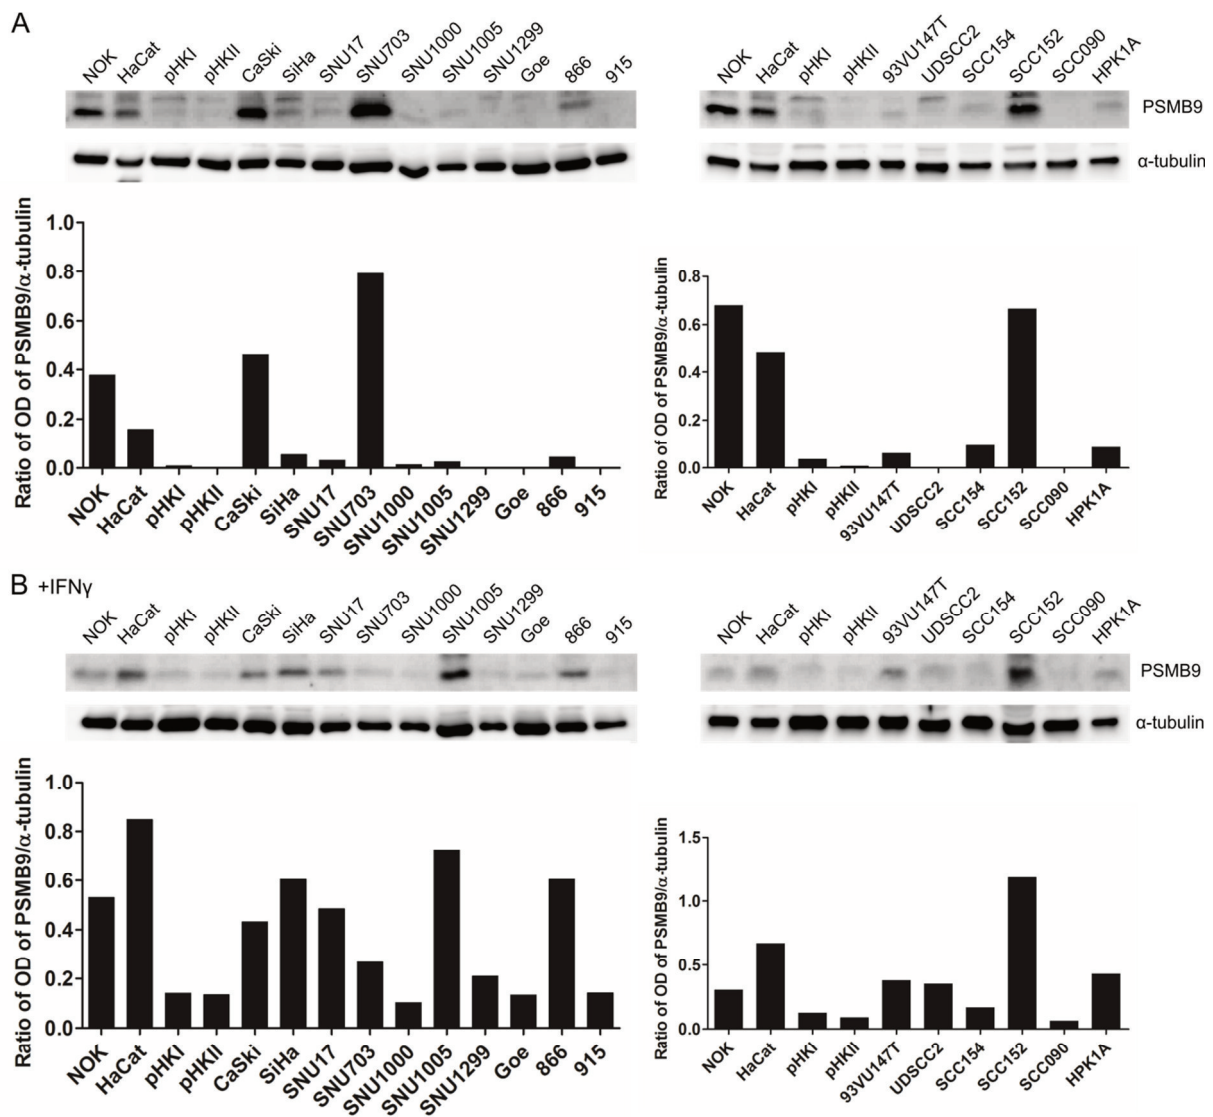 A
NOK HaCat pHKI pHKII CaSki SiHa SNU17 SNU703 SNU1000 SNU1005 SNU1299 Goe 866 915
NOK HaCat pHKI pHKII 93VU147T UDSCC2 SCC154 SCC152 SCC090 HPK1A
PSMB9
α-tubulin
Ratio of OD of PSMB9/α-tubulin
1.0
0.8
0.6
0.4
0.2
0.0
NOK HaCat pHKI pHKII CaSki SiHa SNU17 SNU703 SNU1000 SNU1005 SNU1299 Goe 866 915
Ratio of OD of PSMB9/α-tubulin
0.8
0.6
0.4
0.2
0.0
NOK HaCat pHKI pHKII 93VU147T UDSCC2 SCC154 SCC152 SCC090 HPK1A
B +IFNγ
NOK HaCat pHKI pHKII CaSki SiHa SNU17 SNU703 SNU1000 SNU1005 SNU1299 Goe 866 915
NOK HaCat pHKI pHKII 93VU147T UDSCC2 SCC154 SCC152 SCC090 HPK1A
PSMB9
α-tubulin
Ratio of OD of PSMB9/α-tubulin
1.0
0.8
0.6
0.4
0.2
0.0
NOK HaCat pHKI pHKII CaSki SiHa SNU17 SNU703 SNU1000 SNU1005 SNU1299 Goe 866 915
Ratio of OD of PSMB9/α-tubulin
1.5
1.0
0.5
0.0
NOK HaCat pHKI pHKII 93VU147T UDSCC2 SCC154 SCC152 SCC090 HPK1A